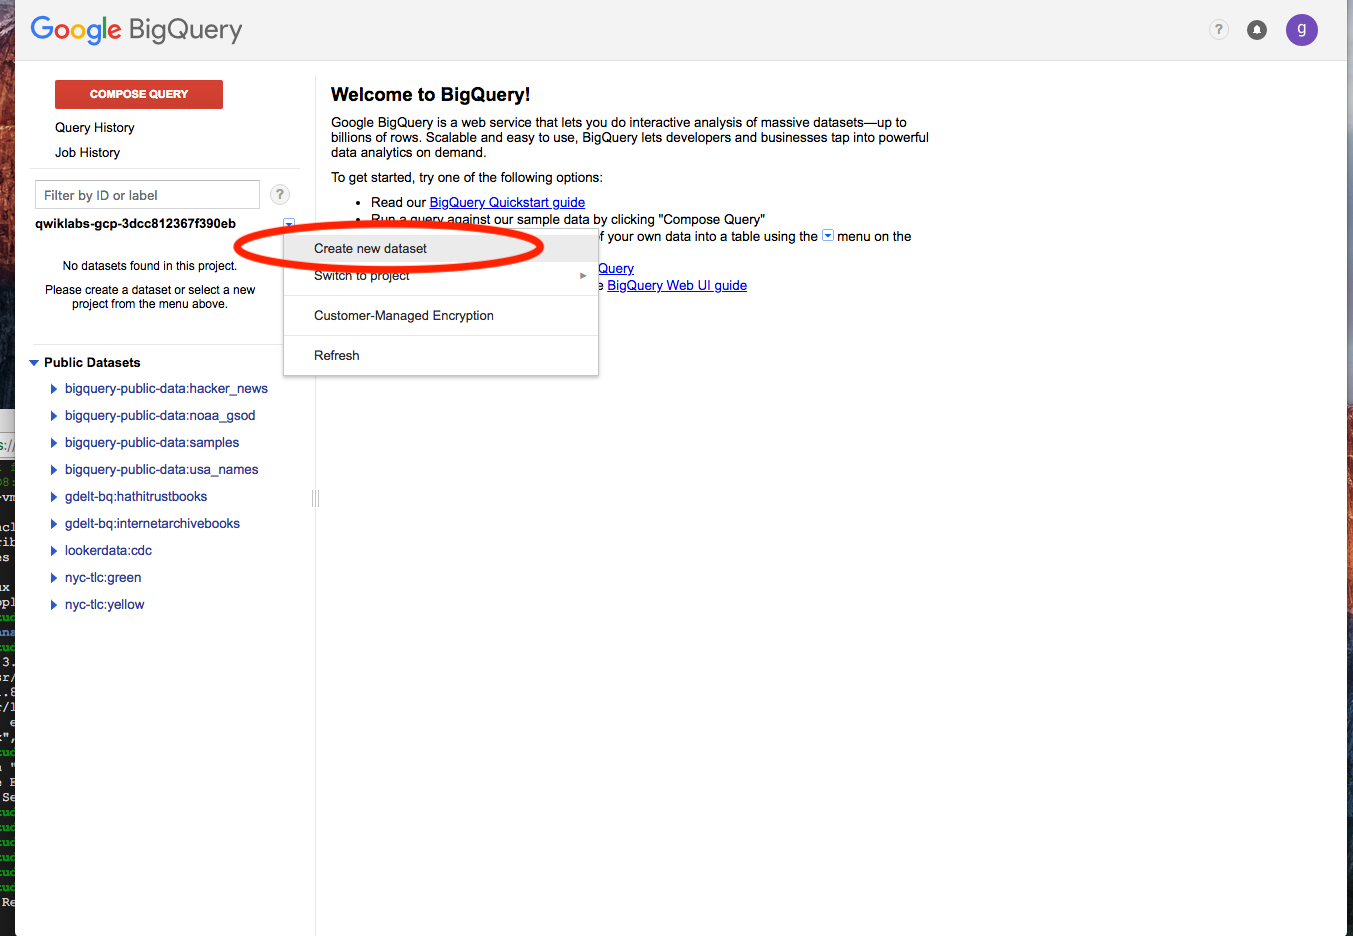 Google BigQuery
?
g
COMPOSE QUERY
Query History
Job History
Filter by ID or label
?
qwiklabs-gcp-3dcc812367f390eb
No datasets found in this project.
Please create a dataset or select a new
project from the menu above.
Public Datasets
bigquery-public-data:hacker_news
bigquery-public-data:noaa_gsod
bigquery-public-data:samples
bigquery-public-data:usa_names
gdelt-bq:hathitrustbooks
gdelt-bq:internetarchivebooks
lookerdata:cdc
nyc-tlc:green
nyc-tlc:yellow
Welcome to BigQuery!
Google BigQuery is a web service that lets you do interactive analysis of massive datasets—up to
billions of rows. Scalable and easy to use, BigQuery lets developers and businesses tap into powerful
data analytics on demand.
To get started, try one of the following options:
• Read our BigQuery Quickstart guide
• Run a query against our sample data by clicking "Compose Query"
of your own data into a table using the menu on the
Query
e BigQuery Web UI guide
Create new dataset
Switch to project
Customer-Managed Encryption
Refresh